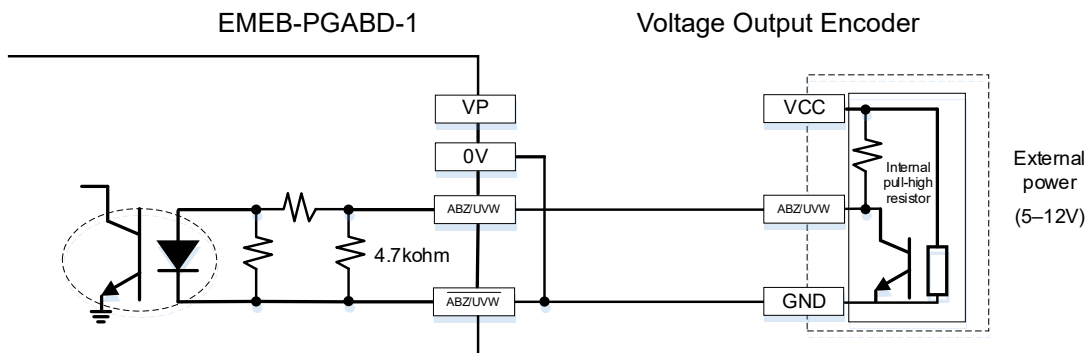 EMEB-PGABD-1
Voltage Output Encoder
VP
0V
ABZ/UVW
4.7kohm
ABZ/UVW
VCC
Internal
pull-high
resistor
ABZ/UVW
GND
External
power
(5–12V)